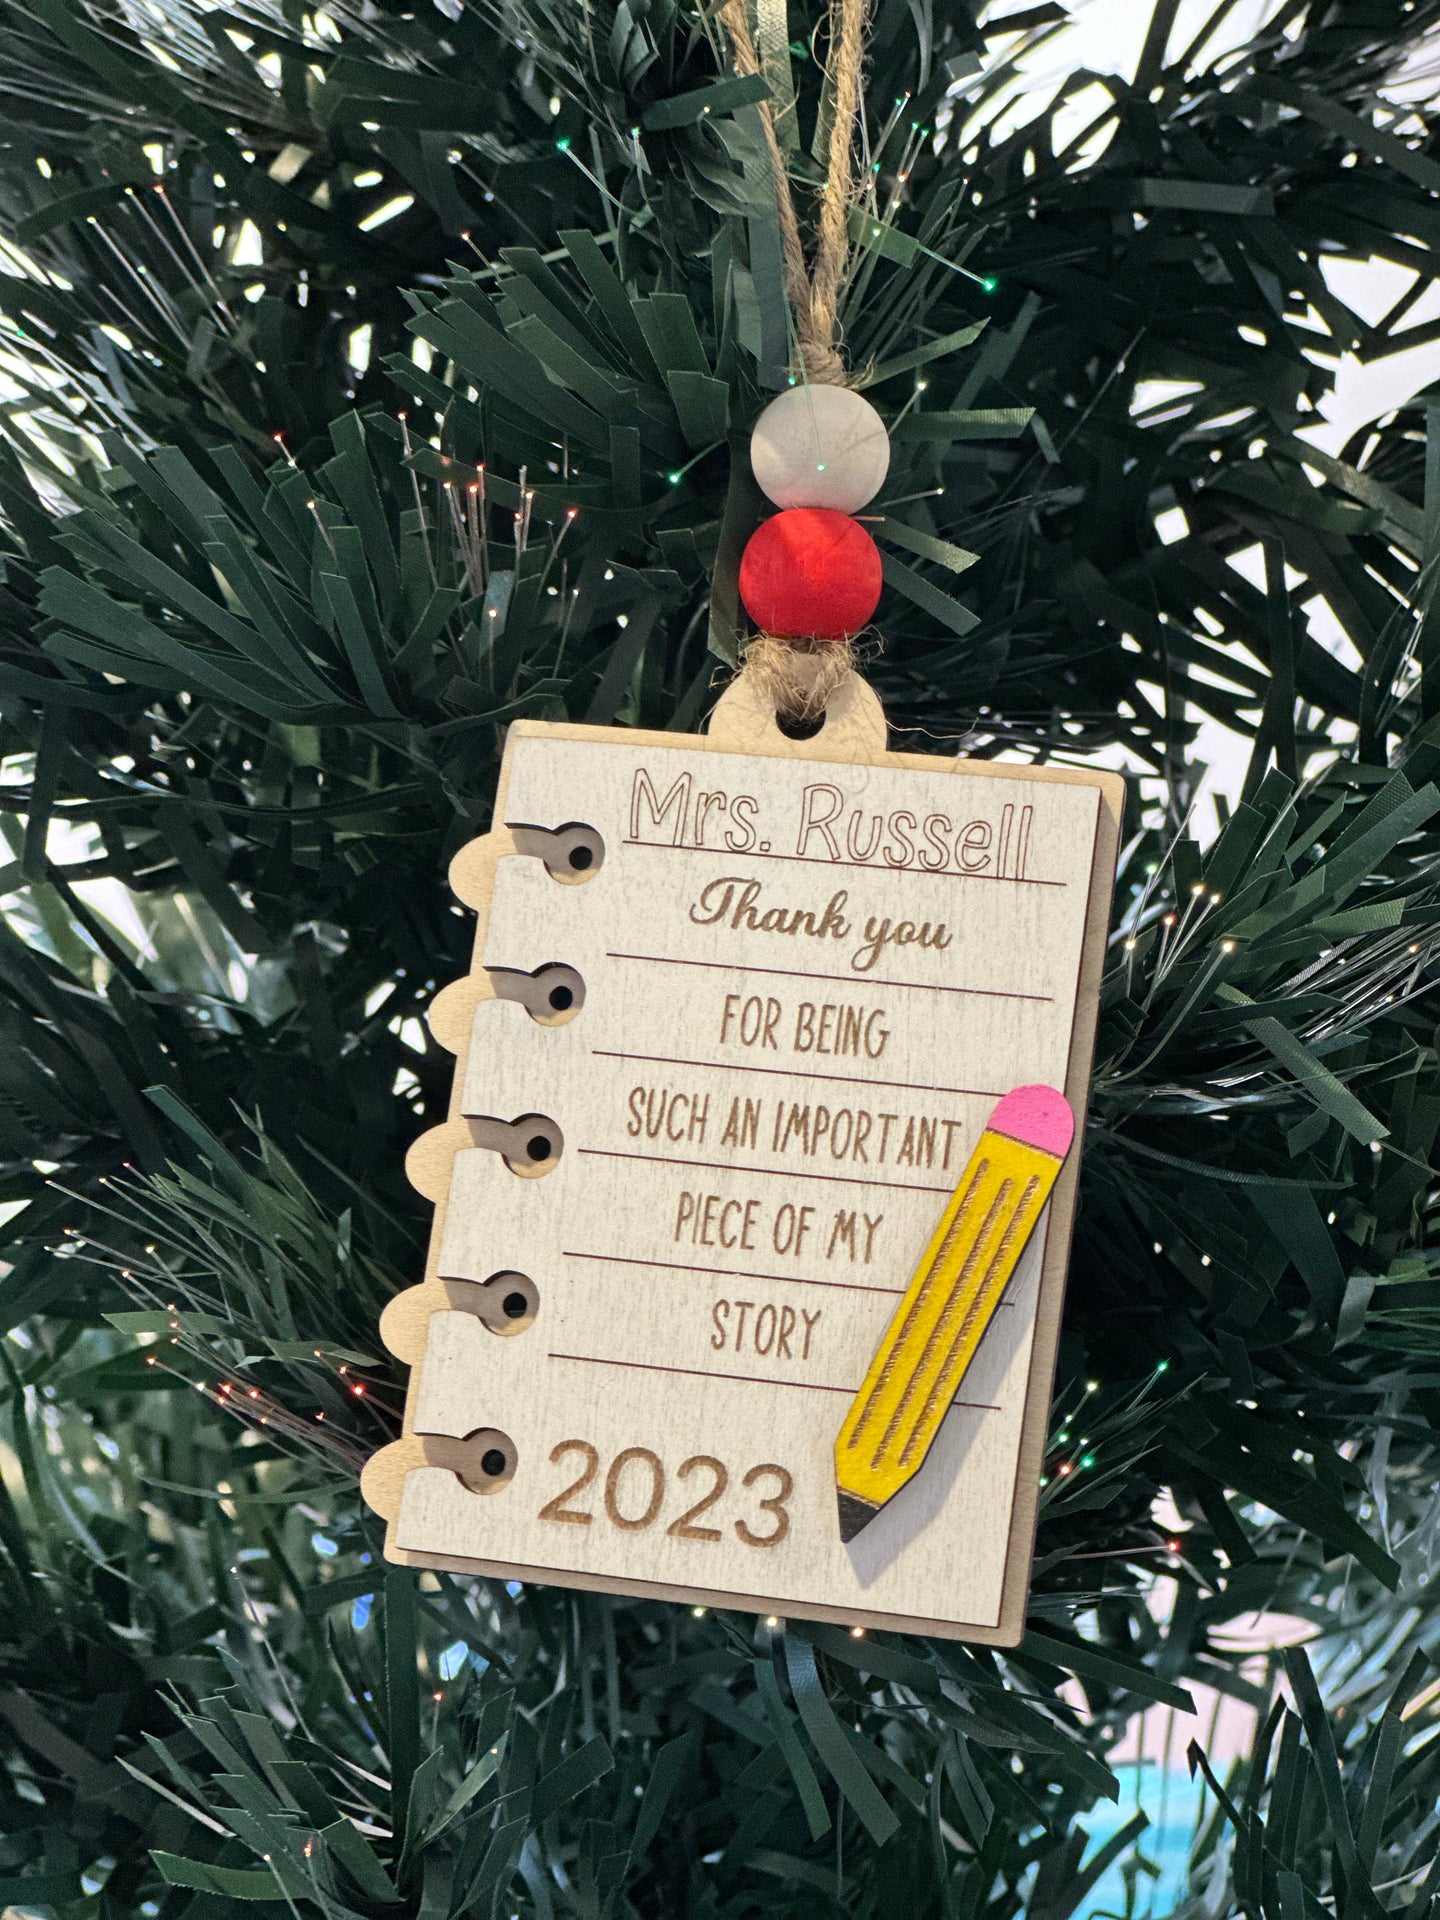 Mrs. Russell
Thank you
FOR BEING
SUCH AN IMPORTANT
PIECE OF MY
STORY
2023